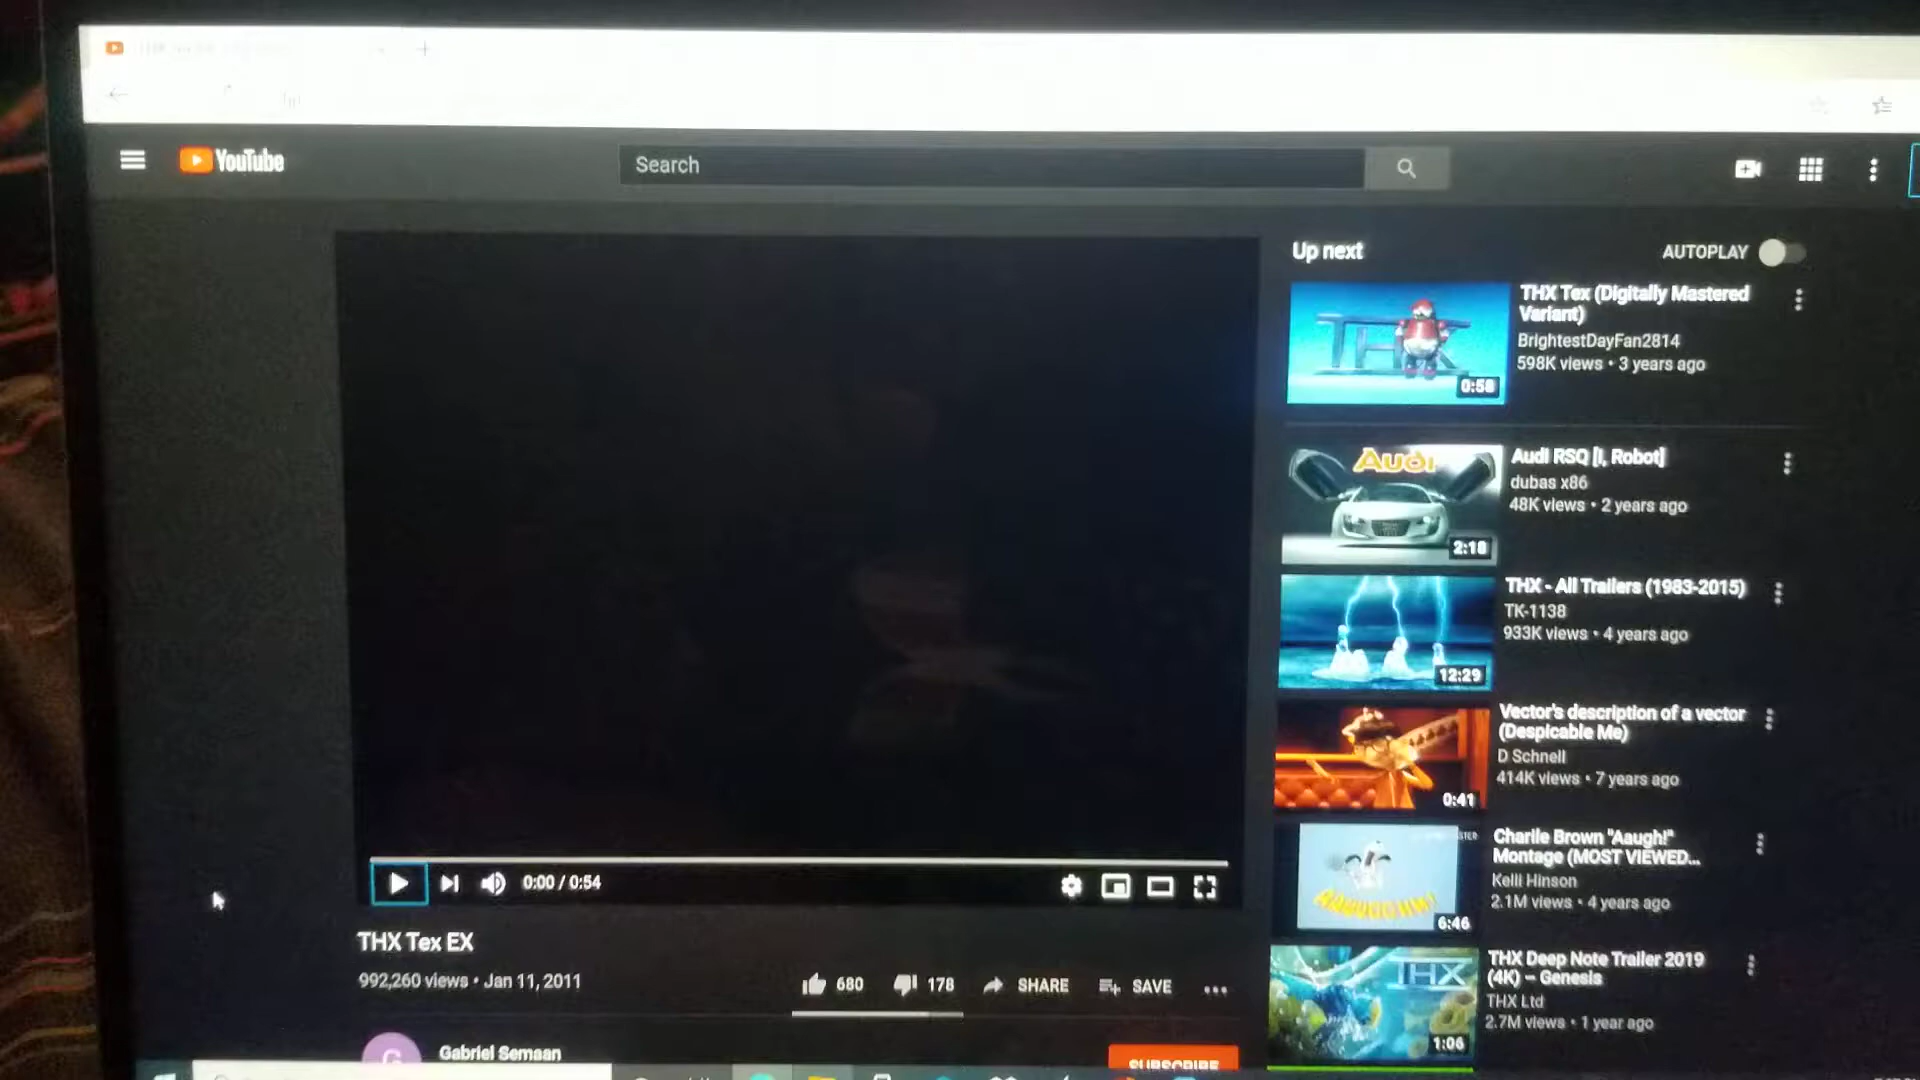 YouTube
Search
Up next
AUTOPLAY
THX Tex (Digitally Mastered
Variant)
BrightestDayFan2814
598K views • 3 years ago
0:58
Audi
Audi RSQ [I, Robot]
dubas x86
48K views • 2 years ago
2:18
THX - All Trailers (1983-2015)
TK-1138
933K views • 4 years ago
12:29
Vector's description of a vector
(Despicable Me)
D Schnell
414K views • 7 years ago
0:41
Charlie Brown "Aaugh!"
Montage (MOST VIEWED...
Kelli Hinson
2.1M views • 4 years ago
6:46
THX
THX Deep Note Trailer 2019
(4K) – Genesis
THX Ltd
2.7M views • 1 year ago
1:06
0:00 / 0:54
THX Tex EX
992,260 views • Jan 11, 2011
680
178
SHARE
SAVE
G
Gabriel Semaan
SUBSCRIBE